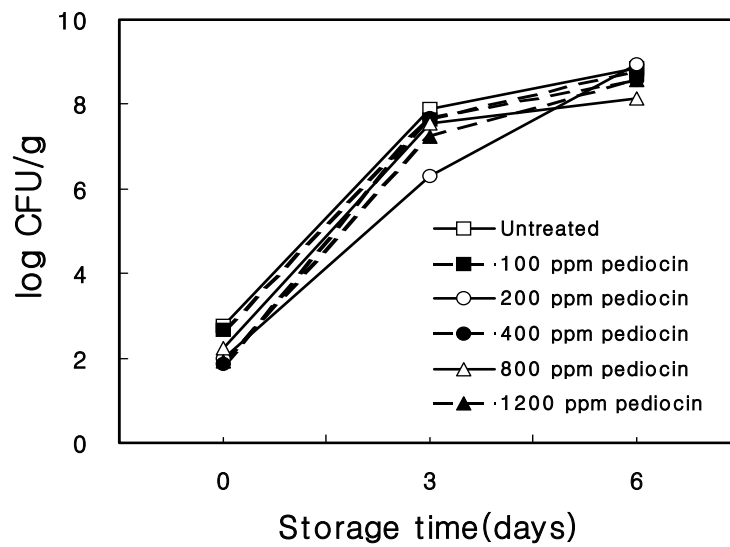 10
8
6
4
2
0
log CFU/g
Untreated
100 ppm pediocin
200 ppm pediocin
400 ppm pediocin
800 ppm pediocin
1200 ppm pediocin
0 3 6
Storage time(days)